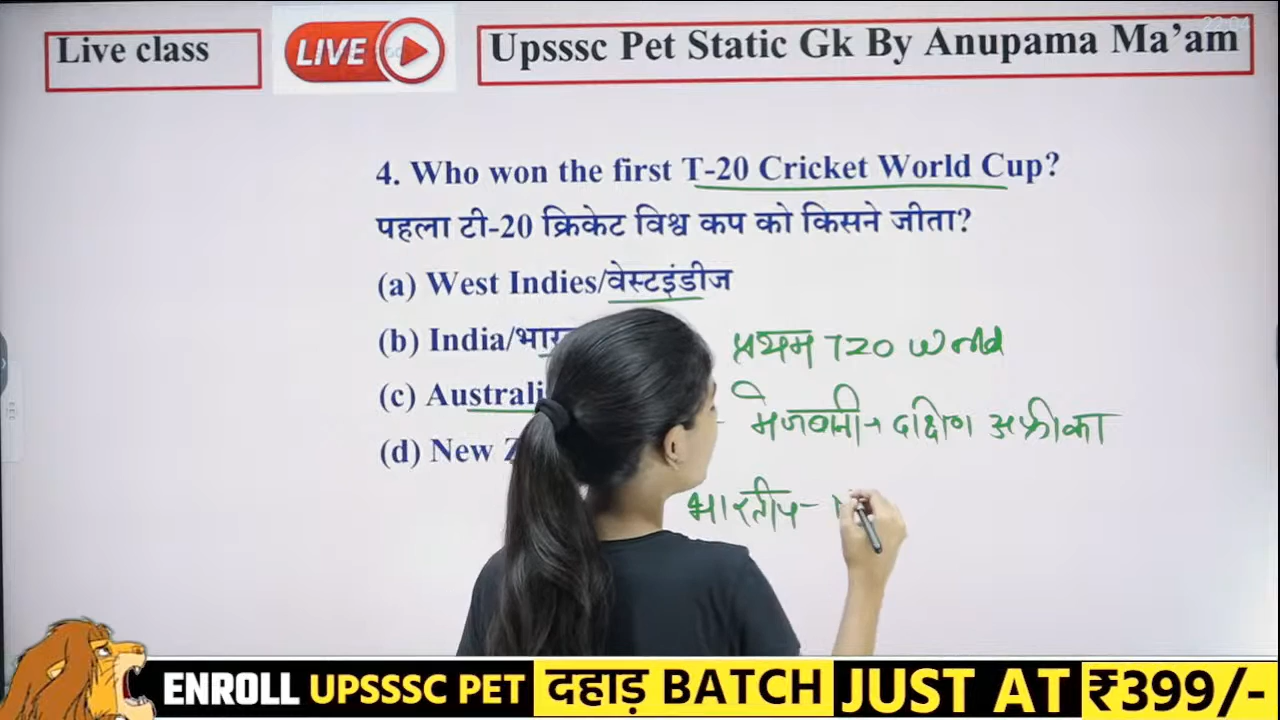 Live class
LIVE
Upsssc Pet Static Gk By Anupama Ma'am
22:04
4. Who won the first T-20 Cricket World Cup?
पहला टी-20 क्रिकेट विश्व कप को किसने जीता?
(a) West Indies/वेस्टइंडीज
(b) India/भार
(c) Australi
(d) New Z
प्रथम T20 World
मेजबानी→ दक्षिण अफ्रीका
भारतीय-
ENROLL UPSSSC PET दहाड़ BATCH JUST AT ₹399/-